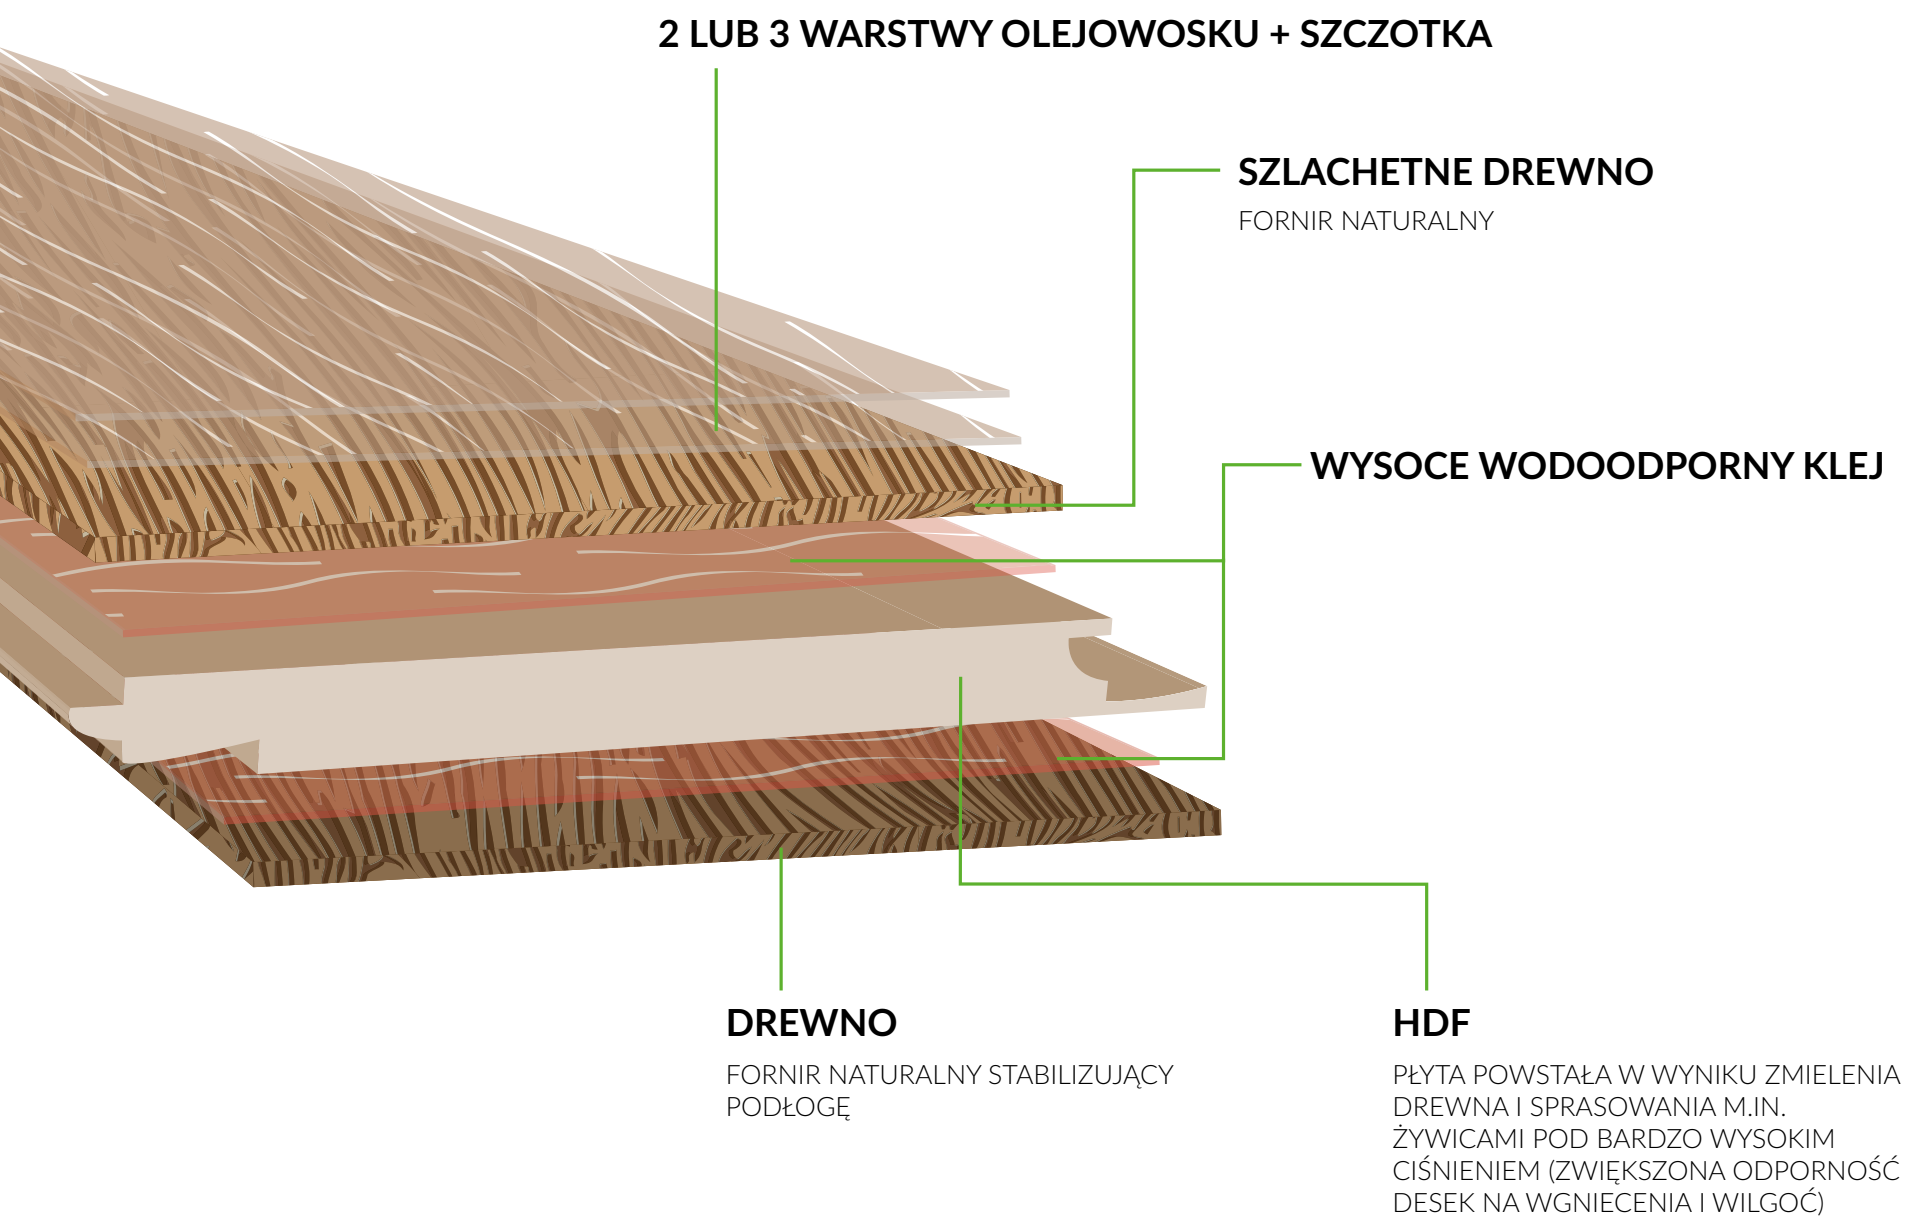 2 LUB 3 WARSTWY OLEJOWOSKU + SZCZOTKA
SZLACHETNE DREWNO
FORNIR NATURALNY
WYSOCE WODOODPORNY KLEJ
DREWNO
FORNIR NATURALNY STABILIZUJĄCY
PODŁOGĘ
HDF
PŁYTA POWSTAŁA W WYNIKU ZMIELENIA
DREWNA I SPRASOWANIA M.IN.
ŻYWICAMI POD BARDZO WYSOKIM
CIŚNIENIEM (ZWIĘKSZONA ODPORNOŚĆ
DESEK NA WGNIECENIA I WILGOĆ)